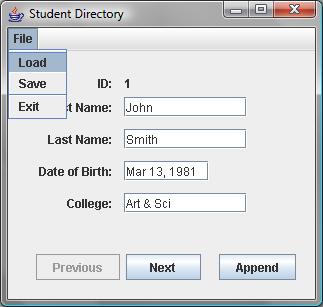 Student Directory
File
Load
Save
Exit
ID: 1
t Name: John
Last Name: Smith
Date of Birth: Mar 13, 1981
College: Art & Sci
Previous Next Append